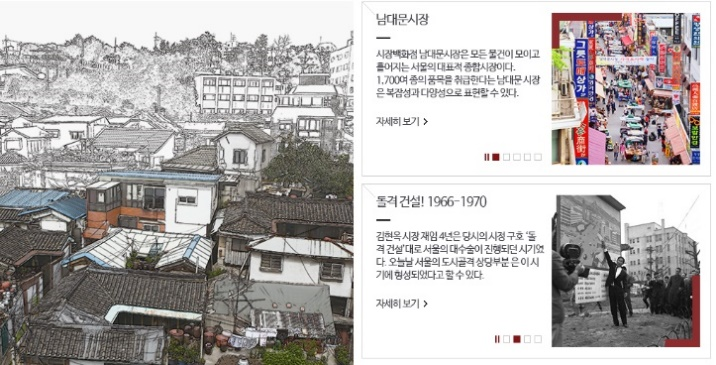 남대문시장
시장백화점 남대문시장은 모든 물건이 모이고
흩어지는 서울의 대표적 종합시장이다.
1,700여 종의 품목을 취급한다는 남대문 시장
은 복잡성과 다양성으로 표현할 수 있다.
자세히 보기 >
돌격 건설! 1966-1970
김현옥 시장 재임 4년은 당시의 시정 구호 '돌
격 건설'대로 서울의 대수술이 진행되던 시기였
다. 오늘날 서울의 도시골격 상당부분 은 이 시
기에 형성되었다고 할 수 있다.
자세히 보기 >
그릇도매상가